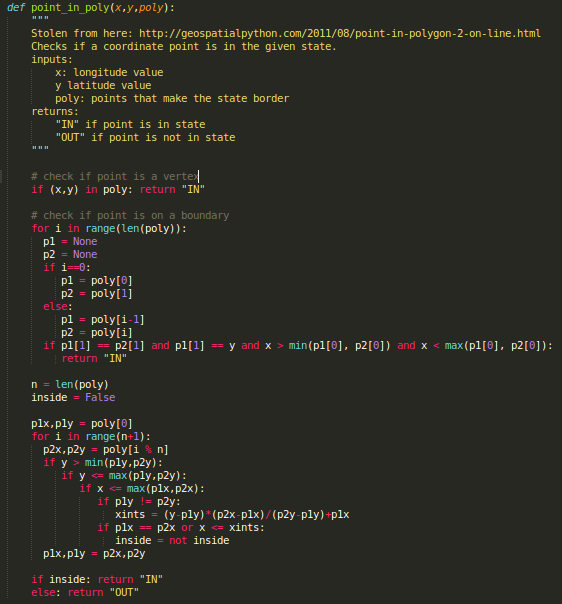 def point_in_poly(x,y,poly):
    """
    Stolen from here: http://geospatialpython.com/2011/08/point-in-polygon-2-on-line.html
    Checks if a coordinate point is in the given state.
    inputs:
        x: longitude value
        y latitude value
        poly: points that make the state border
    returns:
        "IN" if point is in state
        "OUT" if point is not in state
    """

    # check if point is a vertex
    if (x,y) in poly: return "IN"

    # check if point is on a boundary
    for i in range(len(poly)):
      p1 = None
      p2 = None
      if i==0:
         p1 = poly[0]
         p2 = poly[1]
      else:
         p1 = poly[i-1]
         p2 = poly[i]
      if p1[1] == p2[1] and p1[1] == y and x > min(p1[0], p2[0]) and x < max(p1[0], p2[0]):
         return "IN"

    n = len(poly)
    inside = False

    p1x,p1y = poly[0]
    for i in range(n+1):
      p2x,p2y = poly[i % n]
      if y > min(p1y,p2y):
         if y <= max(p1y,p2y):
            if x <= max(p1x,p2x):
               if p1y != p2y:
                  xints = (y-p1y)*(p2x-p1x)/(p2y-p1y)+p1x
               if p1x == p2x or x <= xints:
                  inside = not inside
      p1x,p1y = p2x,p2y

    if inside: return "IN"
    else: return "OUT"